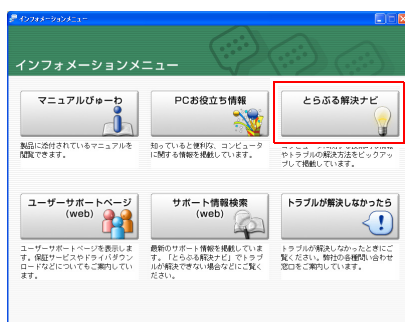 インフォメーションメニュー
インフォメーションメニュー
マニュアルびゅーわ
製品に添付されているマニュアルを
閲覧できます。
PCお役立ち情報
知っていると便利な、コンピュータ
に関する情報を掲載しています。
とらぶる解決ナビ
やトラブルの解決方法をピックアッ
プして掲載しています。
ユーザーサポートページ
(web)
ユーザーサポートページを表示しま
す。保証サービスやドライバダウン
ロードなどについてもご案内してい
ます。
サポート情報検索
(web)
最新のサポート情報を掲載していま
す。「とらぶる解決ナビ」でトラブ
ルが解決できない場合などにご覧く
ださい。
トラブルが解決しなかったら
トラブルが解決しなかったときにご
覧ください。弊社の各種問い合わせ
窓口をご案内しています。